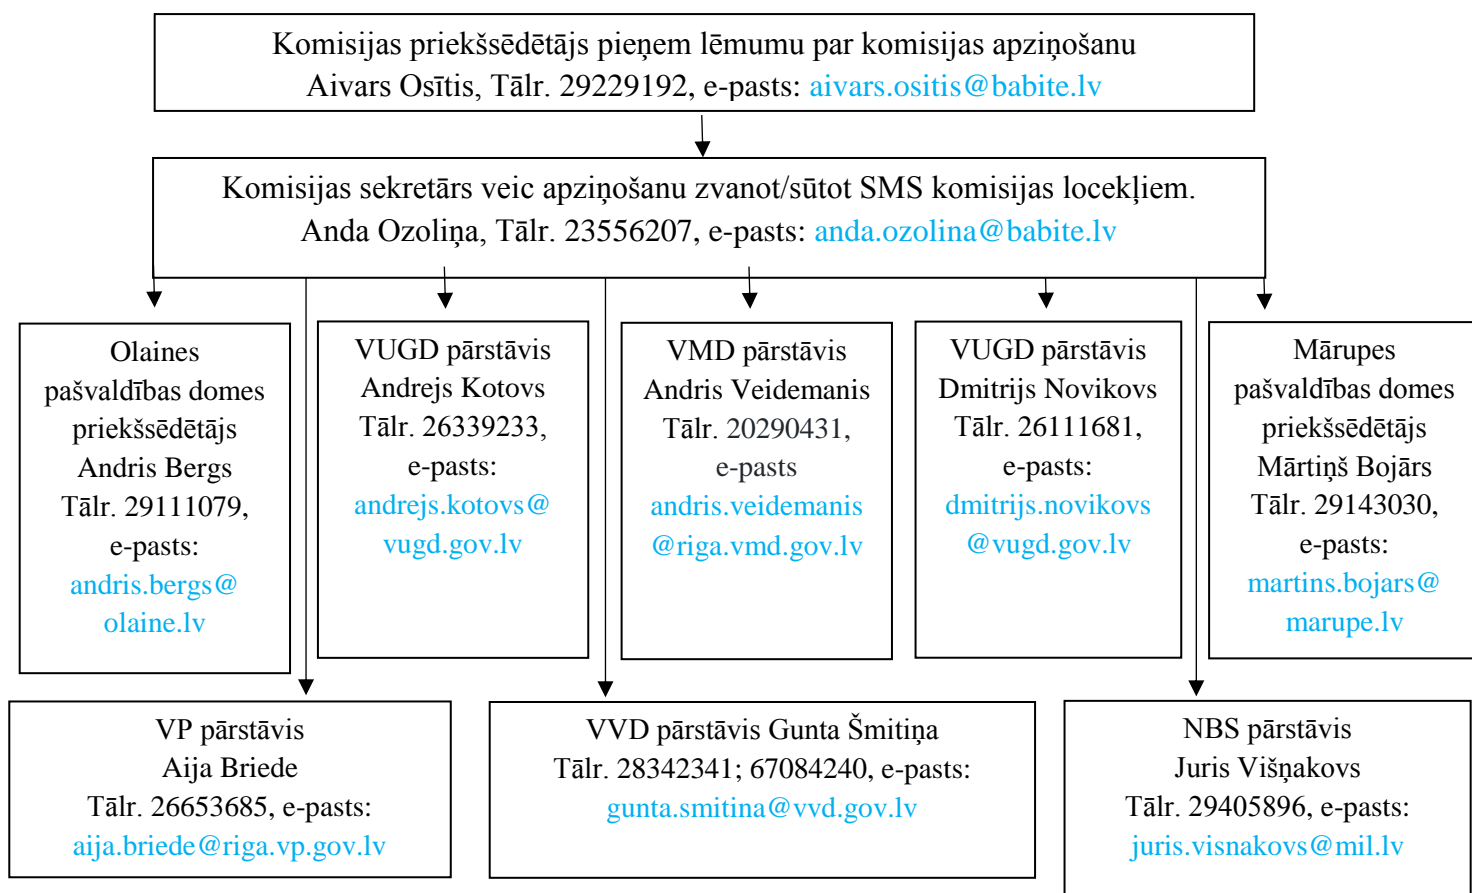 Komisijas priekšsēdētājs pieņem lēmumu par komisijas apziņošanu
Aivars Osītis, Tālr. 29229192, e-pasts: aivars.ositis@babite.lv
Komisijas sekretārs veic apziņošanu zvanot/sūtot SMS komisijas locekļiem.
Anda Ozoliņa, Tālr. 23556207, e-pasts: anda.ozolina@babite.lv
Olaines
pašvaldības domes
priekšsēdētājs
Andris Bergs
Tālr. 29111079,
e-pasts:
andris.bergs@
olaine.lv
VUGD pārstāvis
Andrejs Kotovs
Tālr. 26339233,
e-pasts:
andrejs.kotovs@
vugd.gov.lv
VMD pārstāvis
Andris Veidemanis
Tālr. 20290431,
e-pasts
andris.veidemanis
@riga.vmd.gov.lv
VUGD pārstāvis
Dmitrijs Novikovs
Tālr. 26111681,
e-pasts:
dmitrijs.novikovs
@vugd.gov.lv
Mārupes
pašvaldības domes
priekšsēdētājs
Mārtiņš Bojārs
Tālr. 29143030,
e-pasts:
martins.bojars@
marupe.lv
VP pārstāvis
Aija Briede
Tālr. 26653685, e-pasts:
aija.briede@riga.vp.gov.lv
VVD pārstāvis Gunta Šmitiņa
Tālr. 28342341; 67084240, e-pasts:
gunta.smitina@vvd.gov.lv
NBS pārstāvis
Juris Višņakovs
Tālr. 29405896, e-pasts:
juris.visnakovs@mil.lv